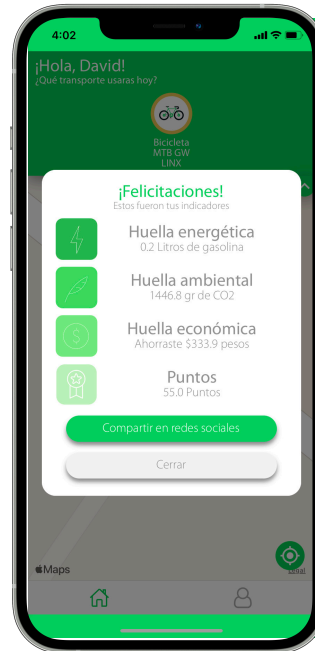 4:02
¡Hola, David!
¿Qué transporte usaras hoy?
Bicicleta
MTB GW
LINX
¡Felicitaciones!
Estos fueron tus indicadores
Huella energética
0.2 Litros de gasolina
Huella ambiental
1446.8 gr de CO2
Huella económica
Ahorraste $333.9 pesos
Puntos
55.0 Puntos
Compartir en redes sociales
Cerrar
Maps
Legal